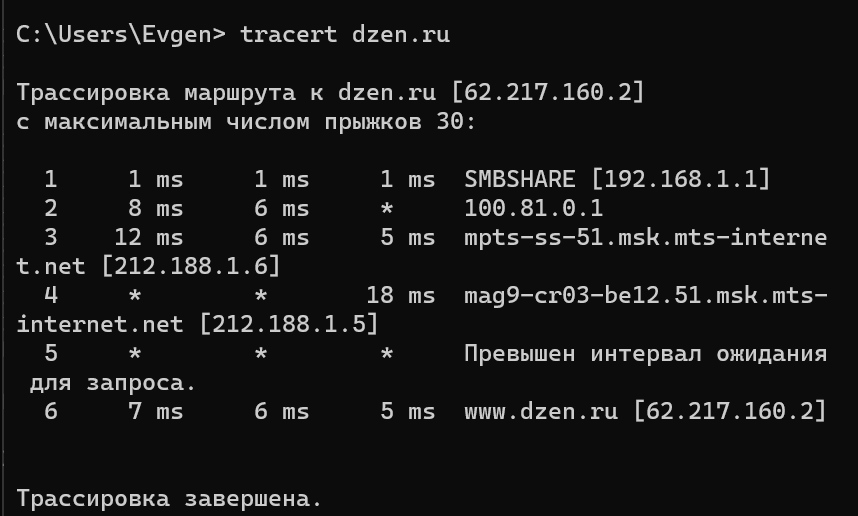 C:\Users\Evgen> tracert dzen.ru
Трассировка маршрута к dzen.ru [62.217.160.2]
с максимальным числом прыжков 30:
1 1 ms 1 ms 1 ms SMBSHARE [192.168.1.1]
2 8 ms 6 ms * 100.81.0.1
3 12 ms 6 ms 5 ms mpts-ss-51.msk.mts-interne
t.net [212.188.1.6]
4 * * 18 ms mag9-cr03-be12.51.msk.mts-
internet.net [212.188.1.5]
5 * * * Превышен интервал ожидания
для запроса.
6 7 ms 6 ms 5 ms www.dzen.ru [62.217.160.2]
Трассировка завершена.